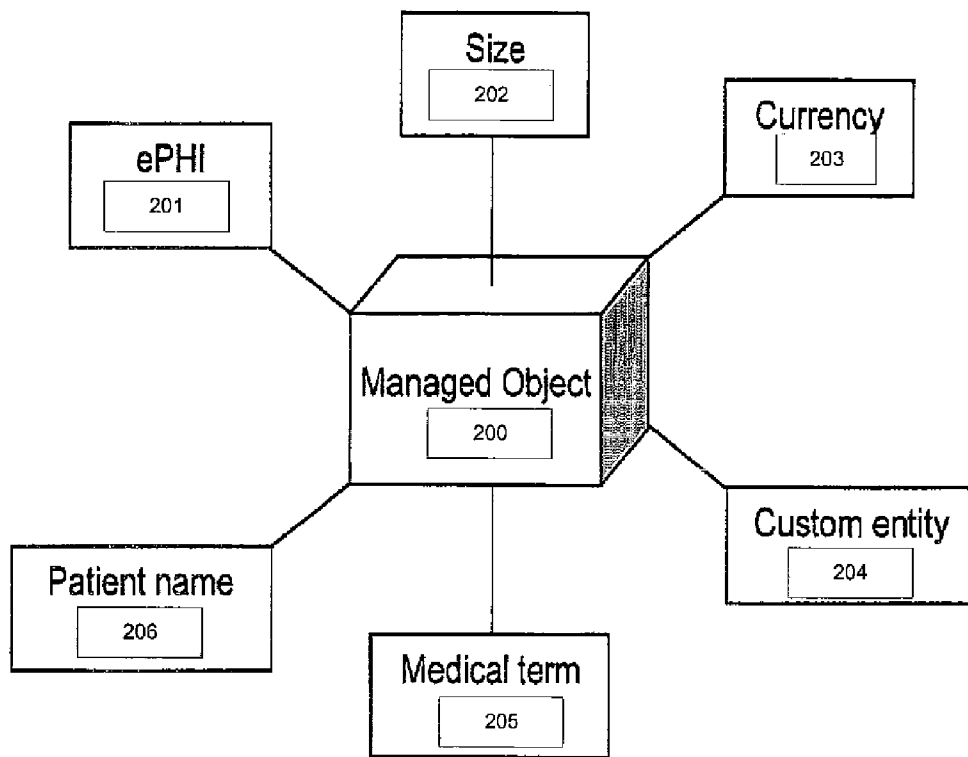 Size
202
Currency
203
ePHI
201
Managed Object
200
Custom entity
204
Patient name
206
Medical term
205